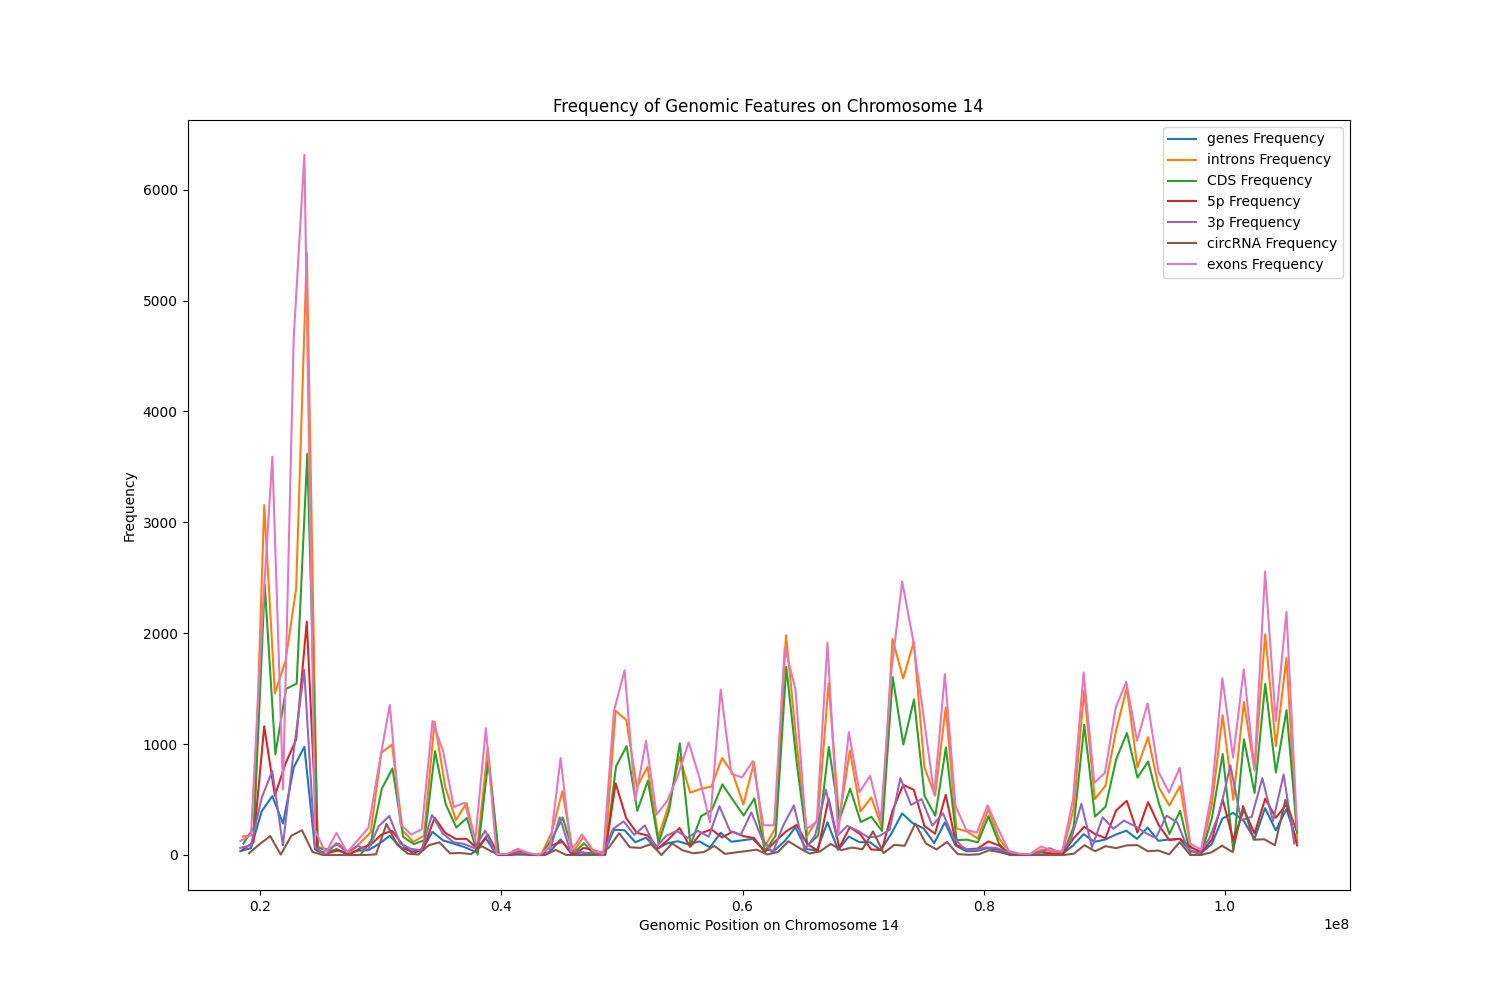 Frequency of Genomic Features on Chromosome 14
genes Frequency
introns Frequency
CDS Frequency
5p Frequency
3p Frequency
circRNA Frequency
exons Frequency
6000
5000
4000
3000
2000
1000
0
Frequency
0.2 0.4 0.6 0.8 1.0
1e8
Genomic Position on Chromosome 14